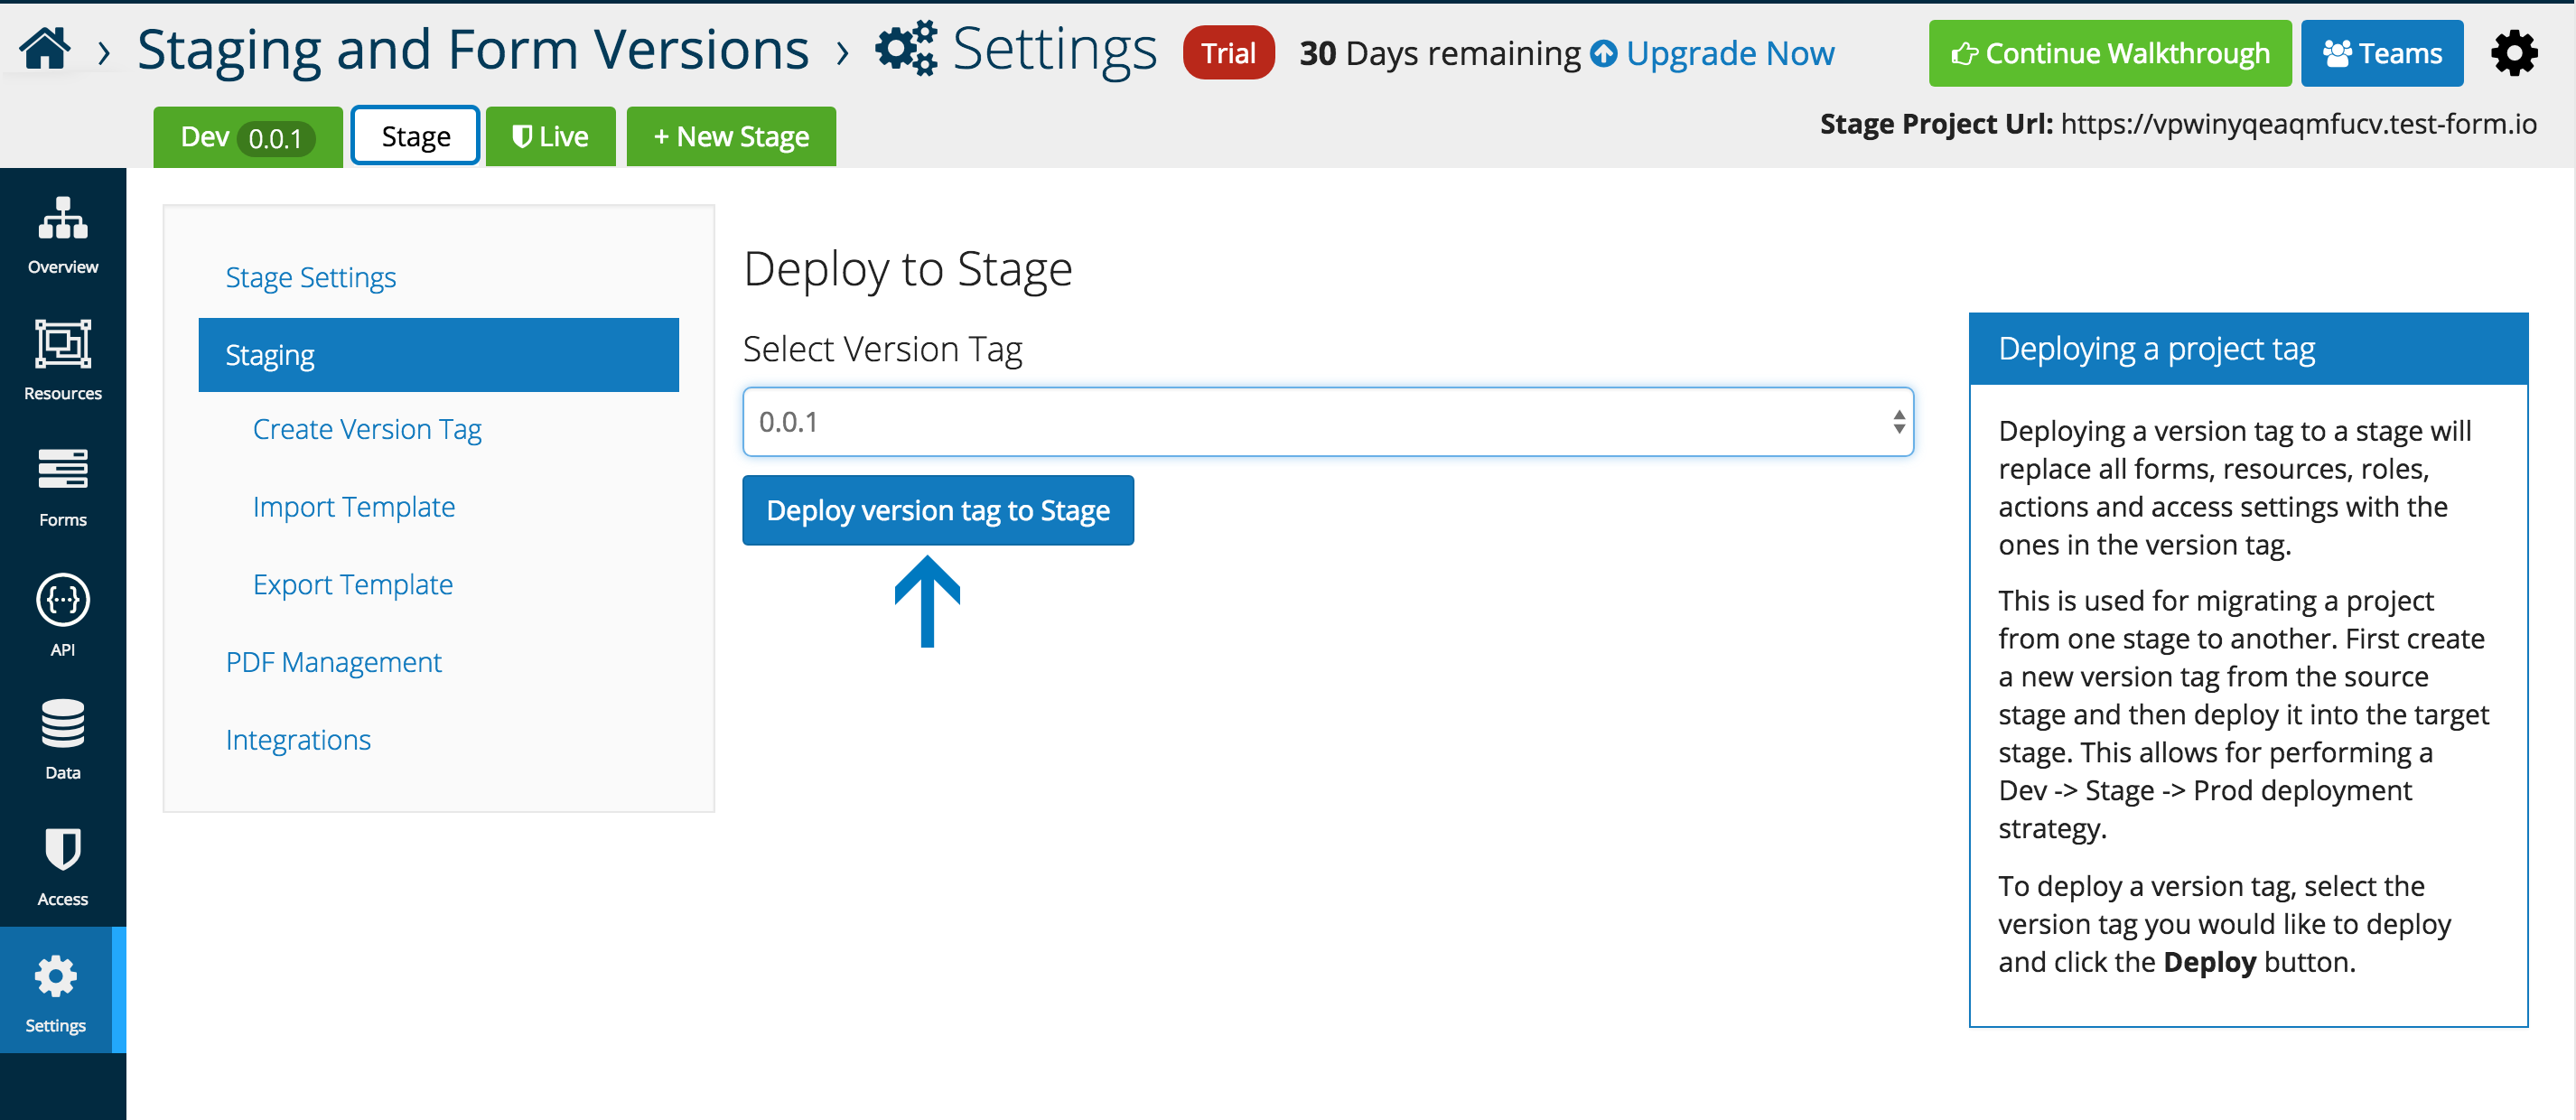 › Staging and Form Versions › Settings Trial 30 Days remaining Upgrade Now Continue Walkthrough Teams
Dev 0.0.1 Stage Live + New Stage
Stage Project Url: https://vpwinyqeaqmfucv.test-form.io
Overview
Resources
Forms
API
Data
Access
Settings
Stage Settings
Staging
Create Version Tag
Import Template
Export Template
PDF Management
Integrations
Deploy to Stage
Select Version Tag
0.0.1
Deploy version tag to Stage
Deploying a project tag
Deploying a version tag to a stage will
replace all forms, resources, roles,
actions and access settings with the
ones in the version tag.
This is used for migrating a project
from one stage to another. First create
a new version tag from the source
stage and then deploy it into the target
stage. This allows for performing a
Dev -> Stage -> Prod deployment
strategy.
To deploy a version tag, select the
version tag you would like to deploy
and click the Deploy button.